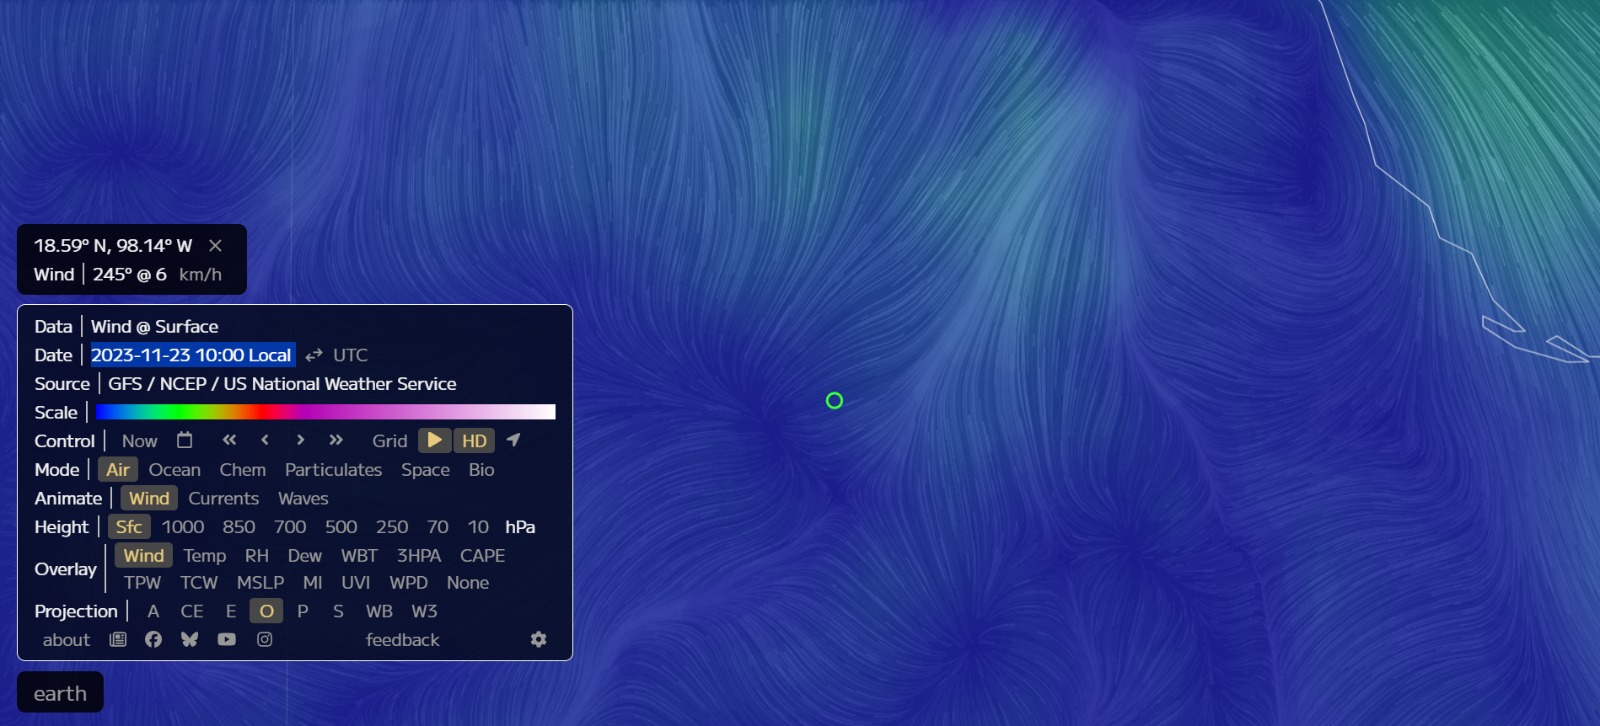 18.59° N, 98.14° W ×
Wind | 245° @ 6 km/h
Data | Wind @ Surface
Date | 2023-11-23 10:00 Local ⇄ UTC
Source | GFS / NCEP / US National Weather Service
Scale |
Control | Now « ‹ › » Grid HD
Mode | Air Ocean Chem Particulates Space Bio
Animate | Wind Currents Waves
Height | Sfc 1000 850 700 500 250 70 10 hPa
Overlay | Wind Temp RH Dew WBT 3HPA CAPE
TPW TCW MSLP MI UVI WPD None
Projection | A CE E O P S WB W3
about feedback
earth